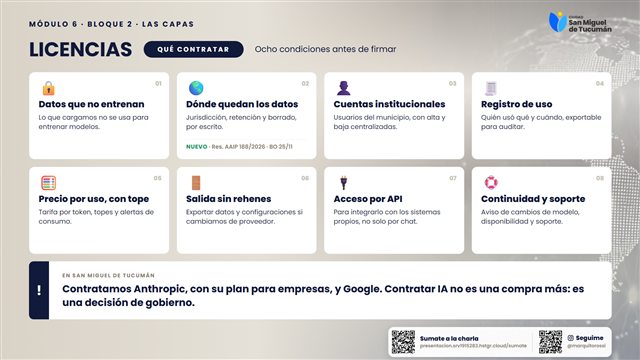 MÓDULO 6 · BLOQUE 2 · LAS CAPAS
LICENCIAS
QUÉ CONTRATAR
Ocho condiciones antes de firmar
Ciudad
San Miguel
de Tucumán
01
Datos que no entrenan
Lo que cargamos no se usa para
entrenar modelos.
02
Dónde quedan los datos
Jurisdicción, retención y borrado,
por escrito.
NUEVO · Res. AAIP 188/2026 · BO 25/11
03
Cuentas institucionales
Usuarios del municipio, con alta y
baja centralizadas.
04
Registro de uso
Quién usó qué y cuándo, exportable
para auditar.
05
Precio por uso, con tope
Tarifa por token, topes y alertas de
consumo.
06
Salida sin rehenes
Exportar datos y configuraciones si
cambiamos de proveedor.
07
Acceso por API
Para integrarlo con los sistemas
propios, no solo por chat.
08
Continuidad y soporte
Aviso de cambios de modelo,
disponibilidad y soporte.
!
EN SAN MIGUEL DE TUCUMÁN
Contratamos Anthropic, con su plan para empresas, y Google. Contratar IA no es una compra más: es
una decisión de gobierno.
Sumate a la charla
presentacion.srv1915283.hstgr.cloud/sumate
Seguime
@marquitorossi